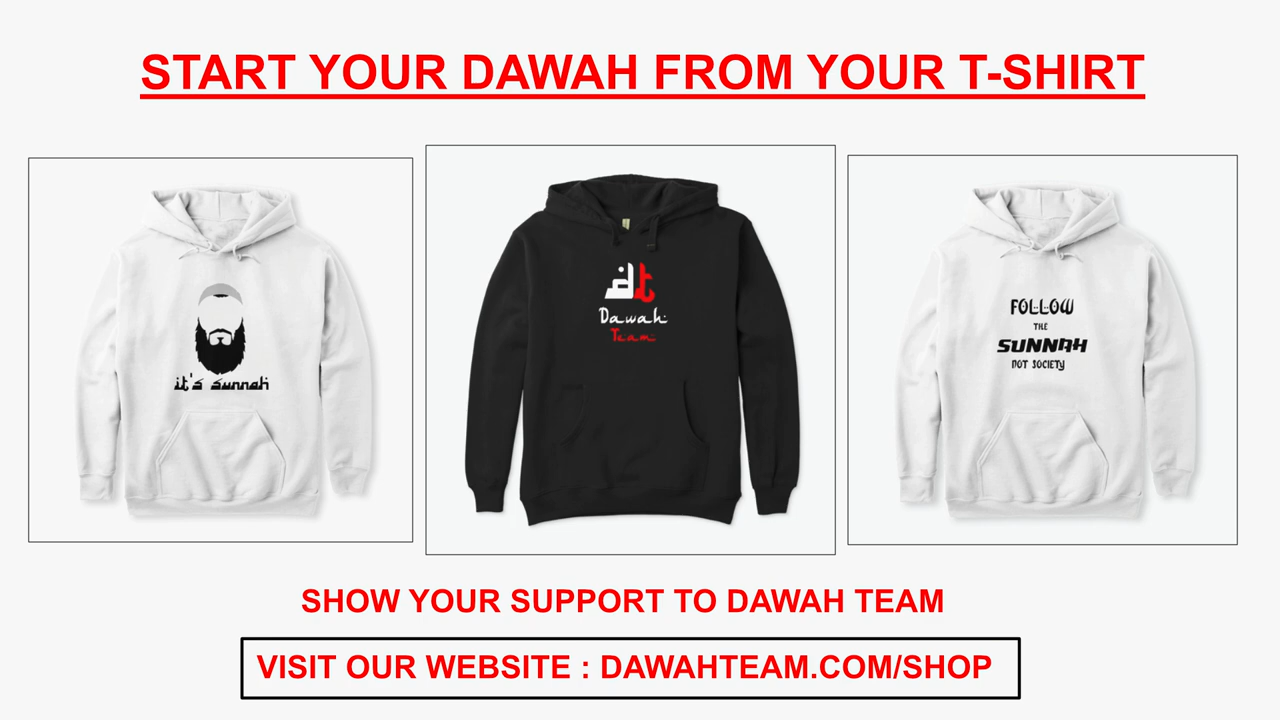 START YOUR DAWAH FROM YOUR T-SHIRT
it's sunnah
dt
Dawah
Team
FOLLOW
THE
SUNNAH
NOT SOCIETY
SHOW YOUR SUPPORT TO DAWAH TEAM
VISIT OUR WEBSITE : DAWAHTEAM.COM/SHOP